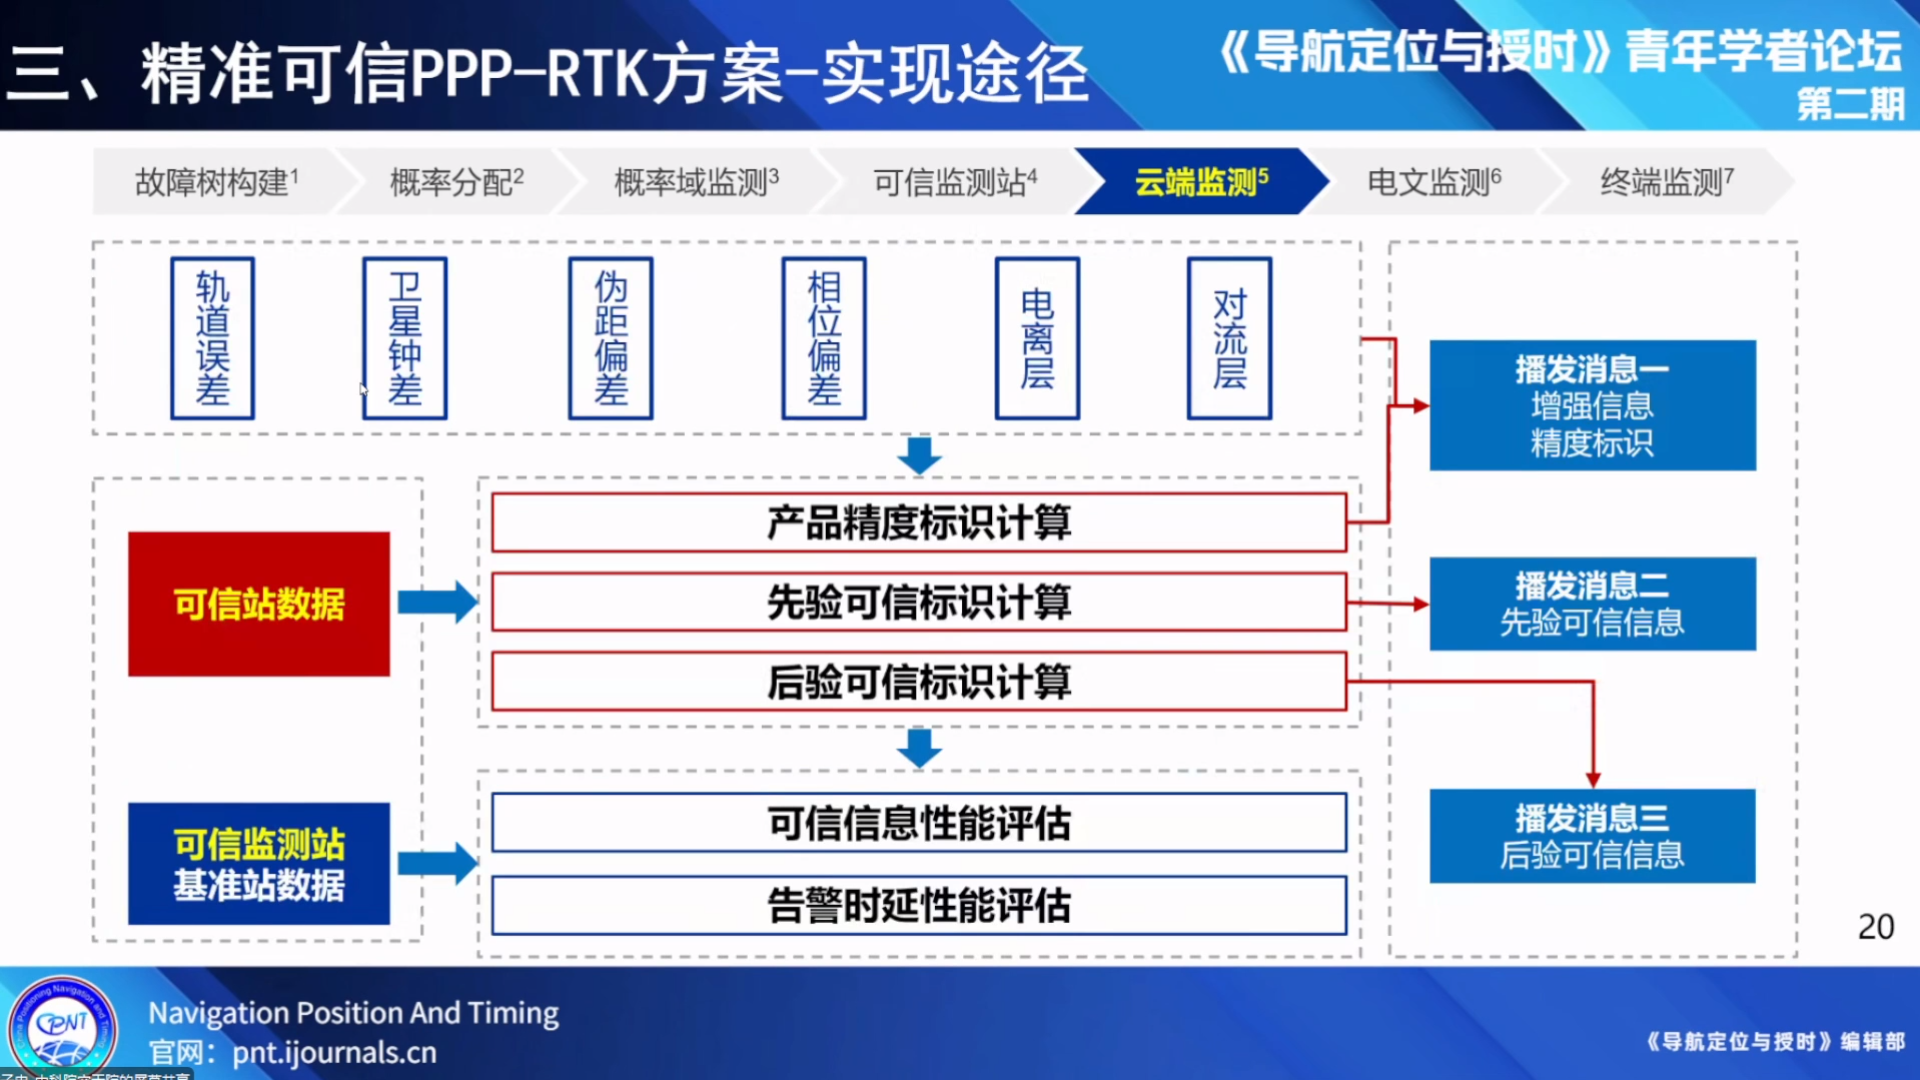 三、精准可信PPP-RTK方案-实现途径
《导航定位与授时》青年学者论坛
第二期
故障树构建1
概率分配2
概率域监测3
可信监测站4
云端监测5
电文监测6
终端监测7
轨道误差
卫星钟差
伪距偏差
相位偏差
电离层
对流层
播发消息一
增强信息
精度标识
产品精度标识计算
可信站数据
先验可信标识计算
播发消息二
先验可信信息
后验可信标识计算
可信信息性能评估
播发消息三
后验可信信息
可信监测站
基准站数据
告警时延性能评估
20
China Positioning Navigation and Timing
CPNT
Navigation Position And Timing
官网：pnt.ijournals.cn
《导航定位与授时》编辑部